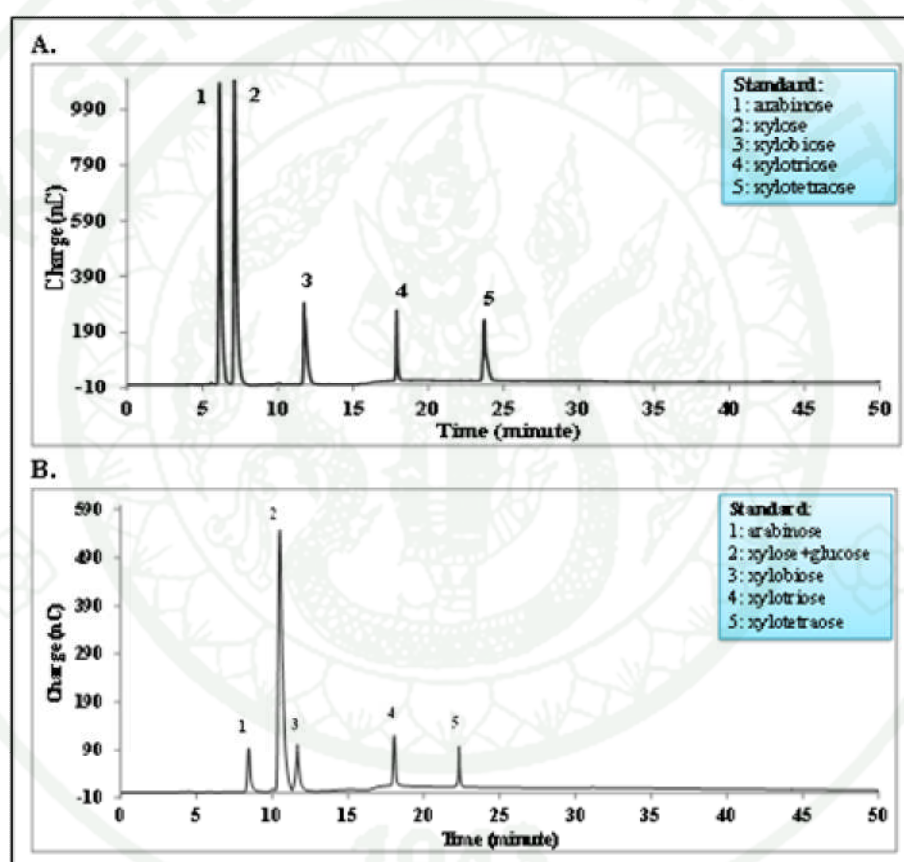 A.
1
2
Standard:
1: arabinose
2: xylose
3: xylobiose
4: xylotriose
5: xylotetraose
990
790
590
390
190
-10
Charge (nC)
3
4
5
0 5 10 15 20 25 30 35 40 45 50
Time (minute)
B.
590
490
390
290
190
90
-10
Charge (nC)
2
Standard:
1: arabinose
2: xylose+glucose
3: xylobiose
4: xylotriose
5: xylotetraose
1
3
4
5
0 5 10 15 20 25 30 35 40 45 50
Time (minute)